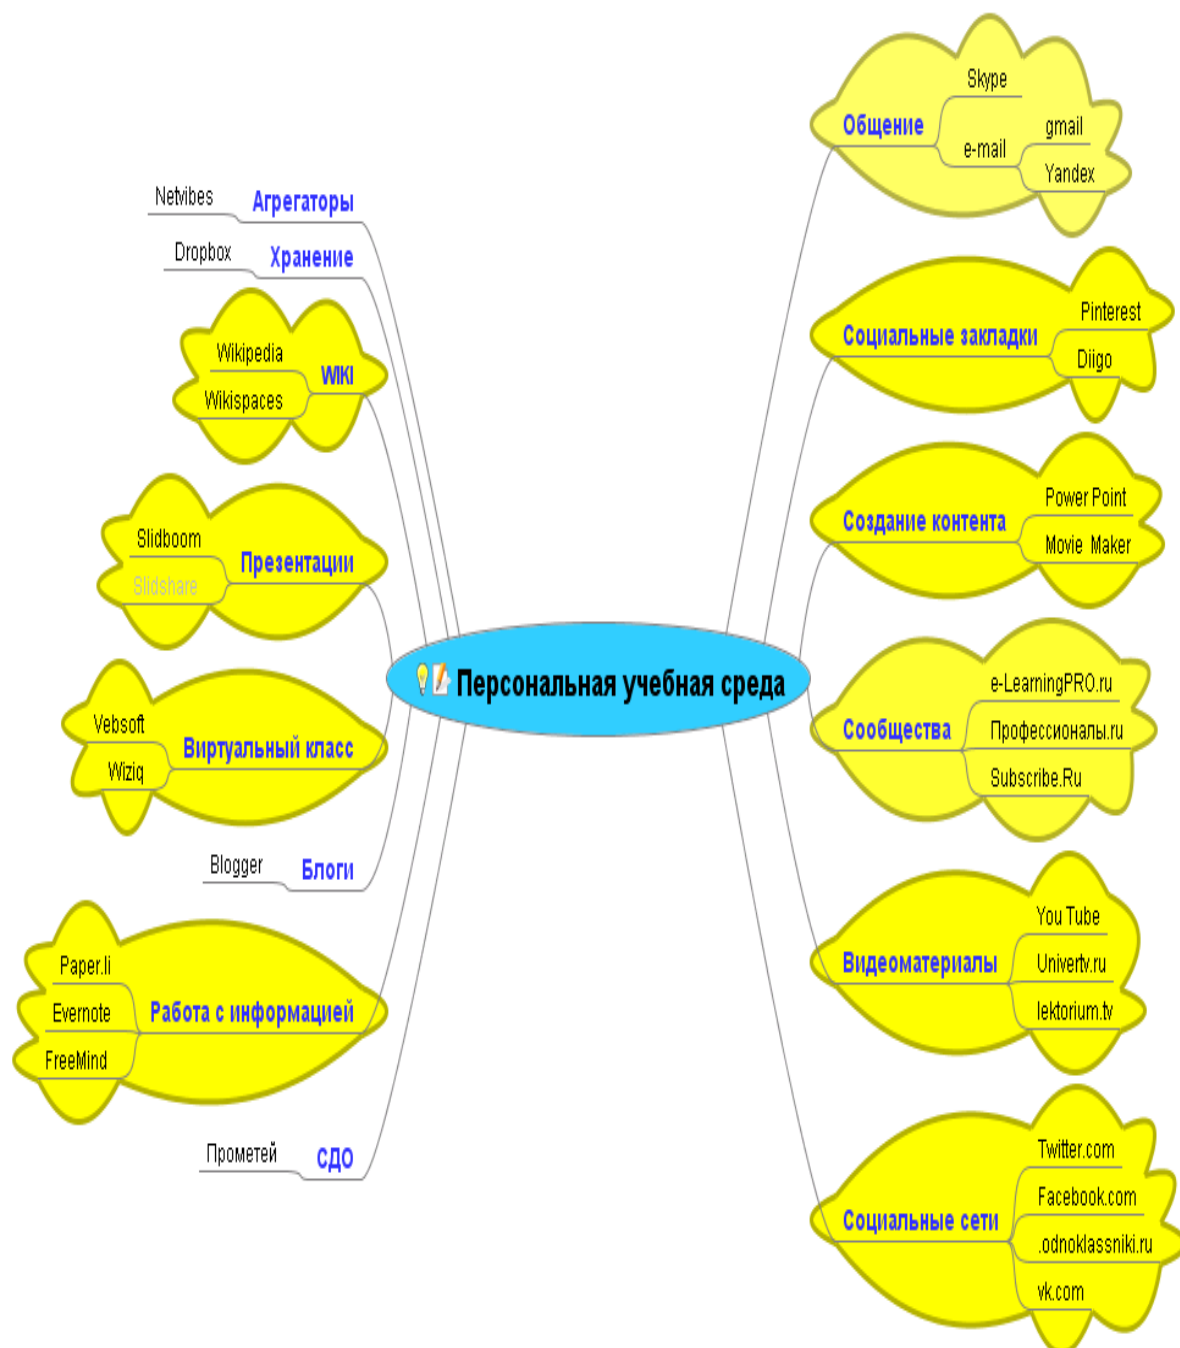 Персональная учебная среда
Общение
Skype
e-mail
gmail
Yandex
Социальные закладки
Pinterest
Diigo
Создание контента
Power Point
Movie Maker
Сообщества
e-LearningPRO.ru
Профессионалы.ru
Subscribe.Ru
Видеоматериалы
You Tube
Univertv.ru
lektorium.tv
Социальные сети
Twitter.com
Facebook.com
.odnoklassniki.ru
vk.com
Агрегаторы
Netvibes
Хранение
Dropbox
WIKI
Wikipedia
Wikispaces
Презентации
Slidboom
Slidshare
Виртуальный класс
Vebsoft
Wiziq
Блоги
Blogger
Работа с информацией
Paper.li
Evernote
FreeMind
СДО
Прометей